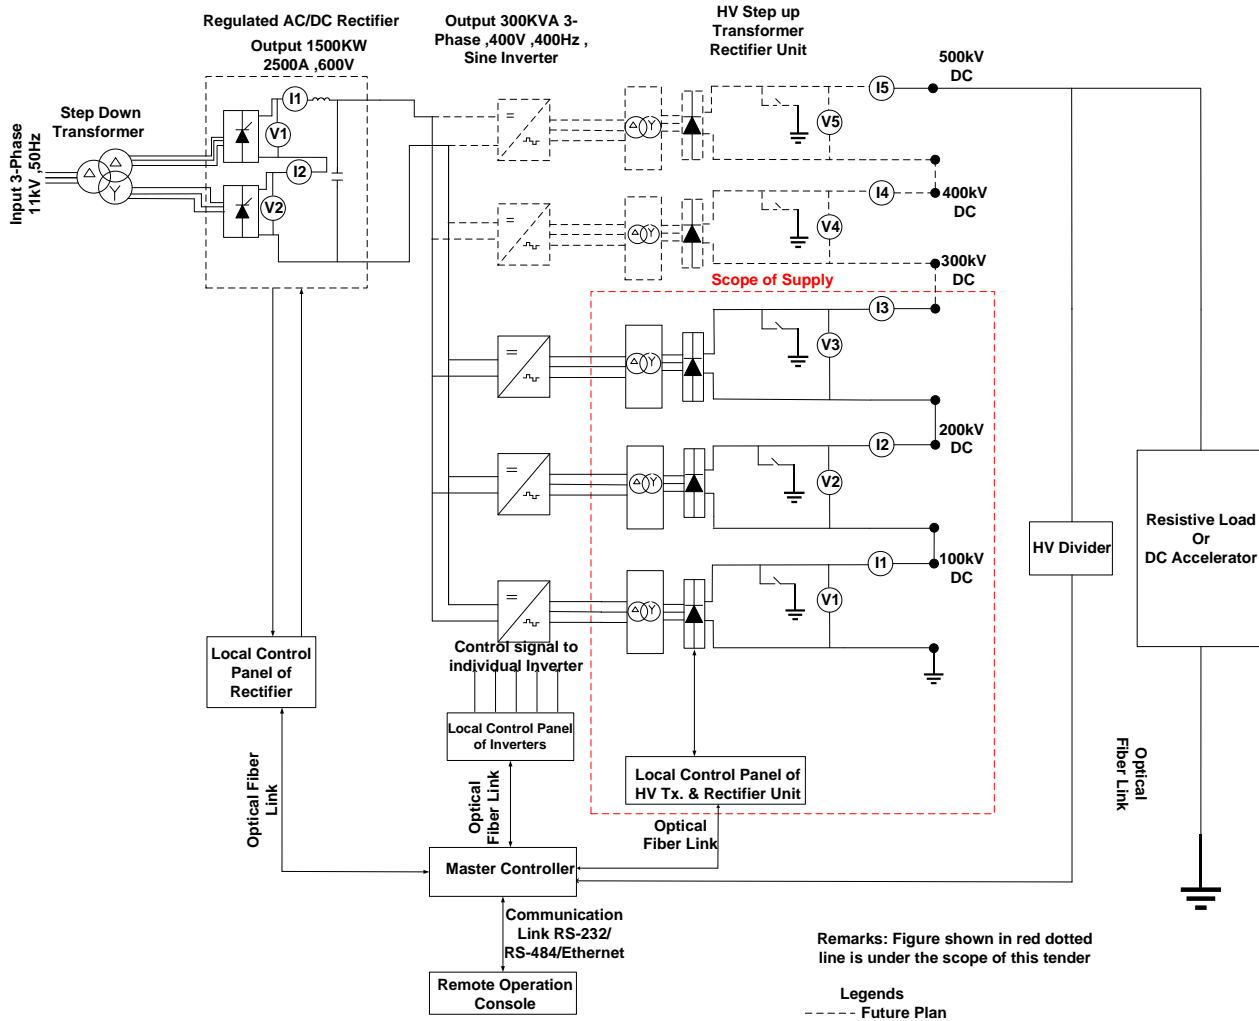 Regulated AC/DC Rectifier
Output 1500KW
2500A ,600V
Output 300KVA 3-
Phase ,400V ,400Hz ,
Sine Inverter
HV Step up
Transformer
Rectifier Unit
500kV
DC
Step Down
Transformer
Input 3-Phase
11kV ,50Hz
I1
V1
I2
V2
I5
V5
I4
V4
400kV
DC
300kV
DC
Scope of Supply
I3
V3
200kV
DC
I2
V2
100kV
DC
I1
V1
HV Divider
Resistive Load
Or
DC Accelerator
Control signal to
individual Inverter
Local Control
Panel of
Rectifier
Local Control Panel
of Inverters
Local Control Panel of
HV Tx. & Rectifier Unit
Optical Fiber
Link
Optical
Fiber Link
Optical
Fiber Link
Optical
Fiber Link
Master Controller
Communication
Link RS-232/
RS-484/Ethernet
Remote Operation
Console
Remarks: Figure shown in red dotted
line is under the scope of this tender
Legends
Future Plan